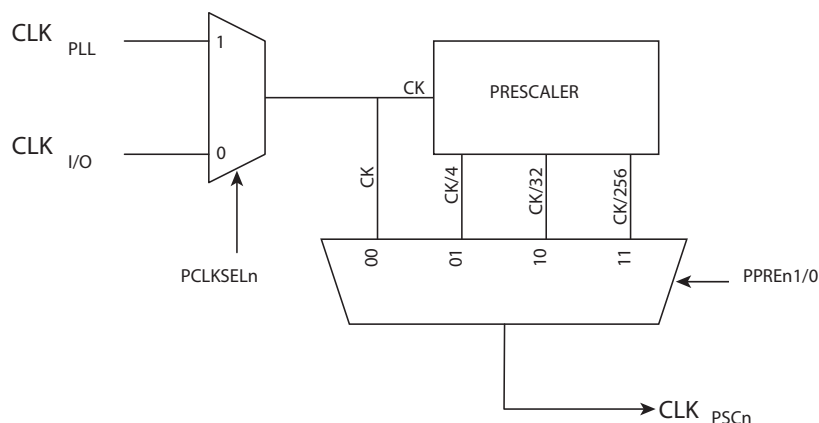 CLK PLL
1
CK
PRESCALER
CLK I/O
0
CK
CK/4
CK/32
CK/256
00
01
10
11
PCLKSELn
PPREn1/0
CLK PSCn